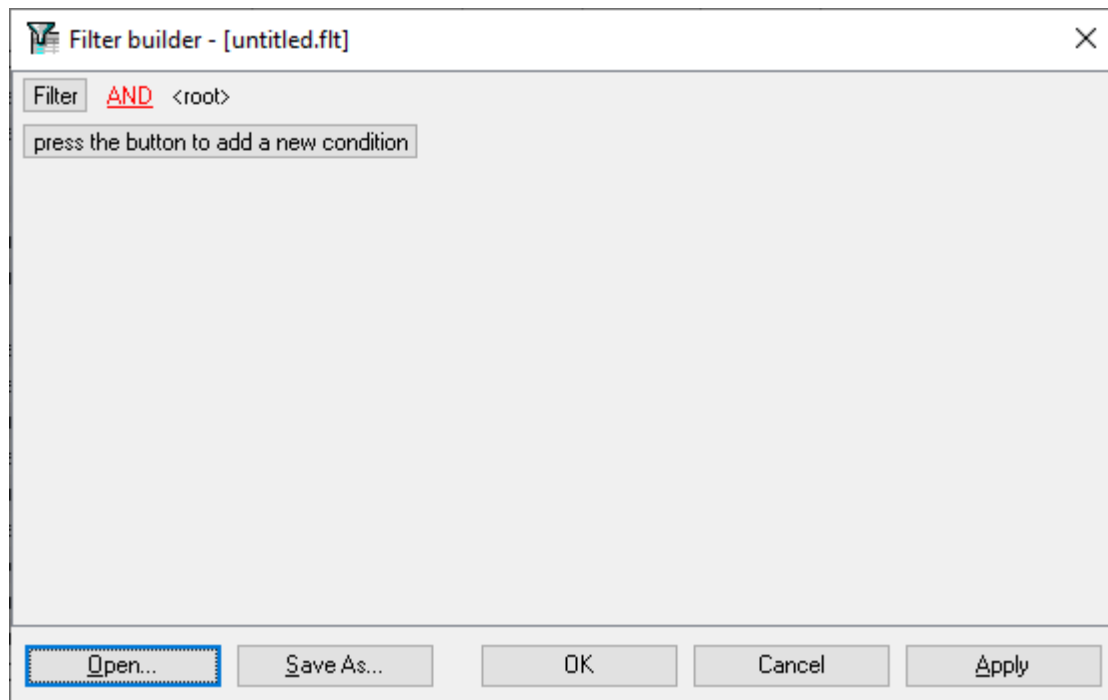 Filter builder - [untitled.flt]
Filter AND <root>
press the button to add a new condition
Open... Save As... OK Cancel Apply